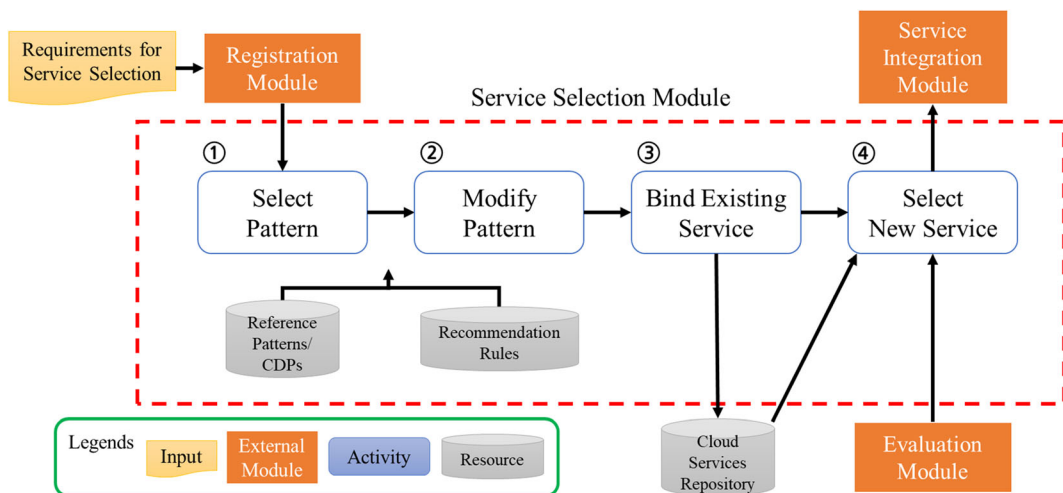 Requirements for
Service Selection
Registration
Module
Service
Integration
Module
Service Selection Module
①
②
③
④
Select
Pattern
Modify
Pattern
Bind Existing
Service
Select
New Service
Reference
Patterns/
CDPs
Recommendation
Rules
Cloud
Services
Repository
Evaluation
Module
Legends
Input
External
Module
Activity
Resource